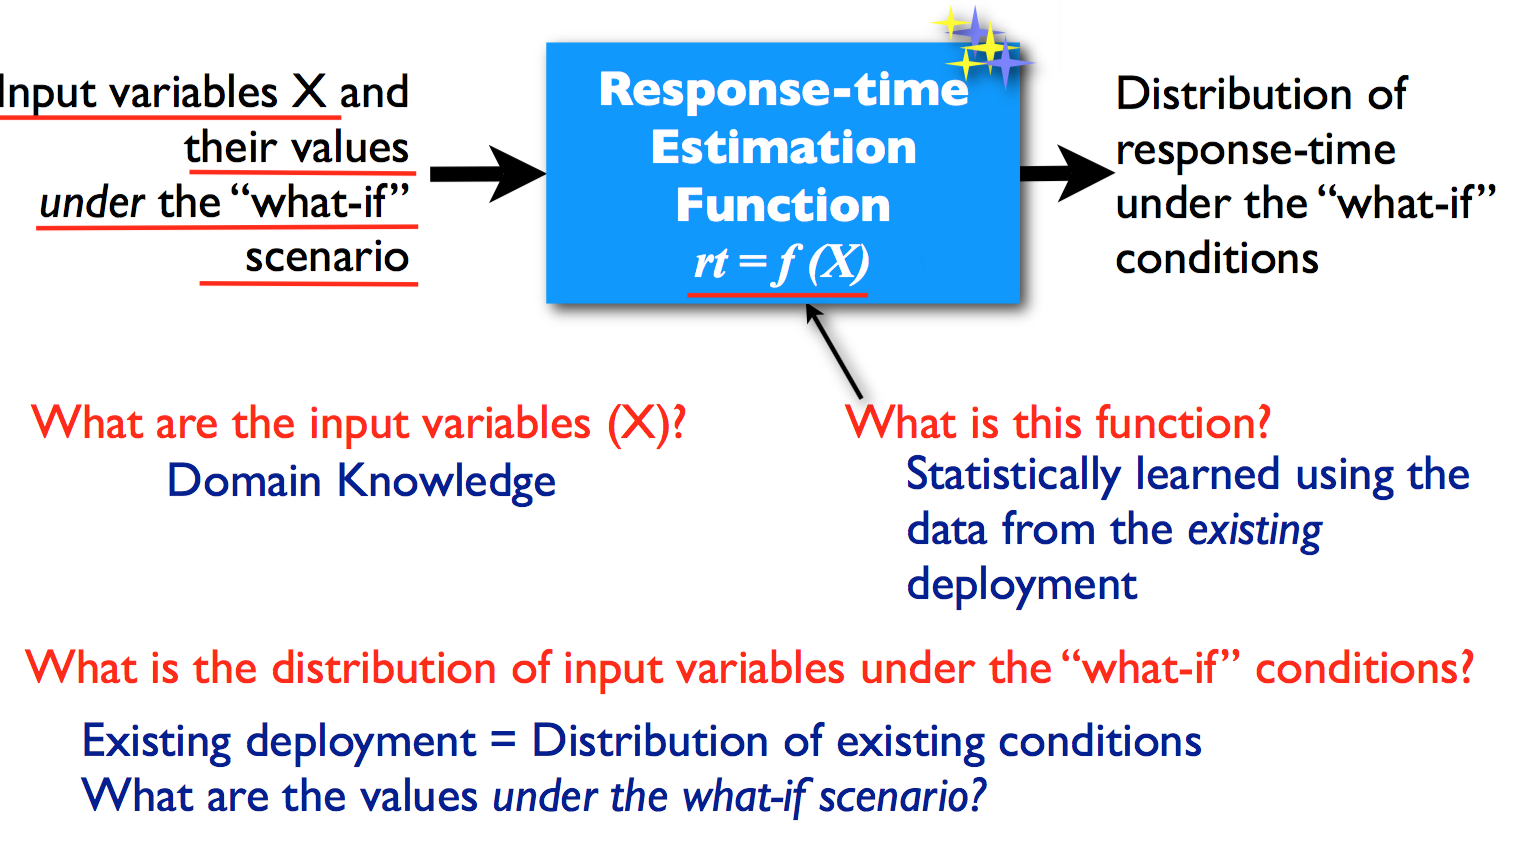 Input variables X and
their values
under the “what-if”
scenario
Response-time
Estimation
Function
rt = f (X)
Distribution of
response-time
under the “what-if”
conditions
What are the input variables (X)?
Domain Knowledge
What is this function?
Statistically learned using the
data from the existing
deployment
What is the distribution of input variables under the “what-if” conditions?
Existing deployment = Distribution of existing conditions
What are the values under the what-if scenario?